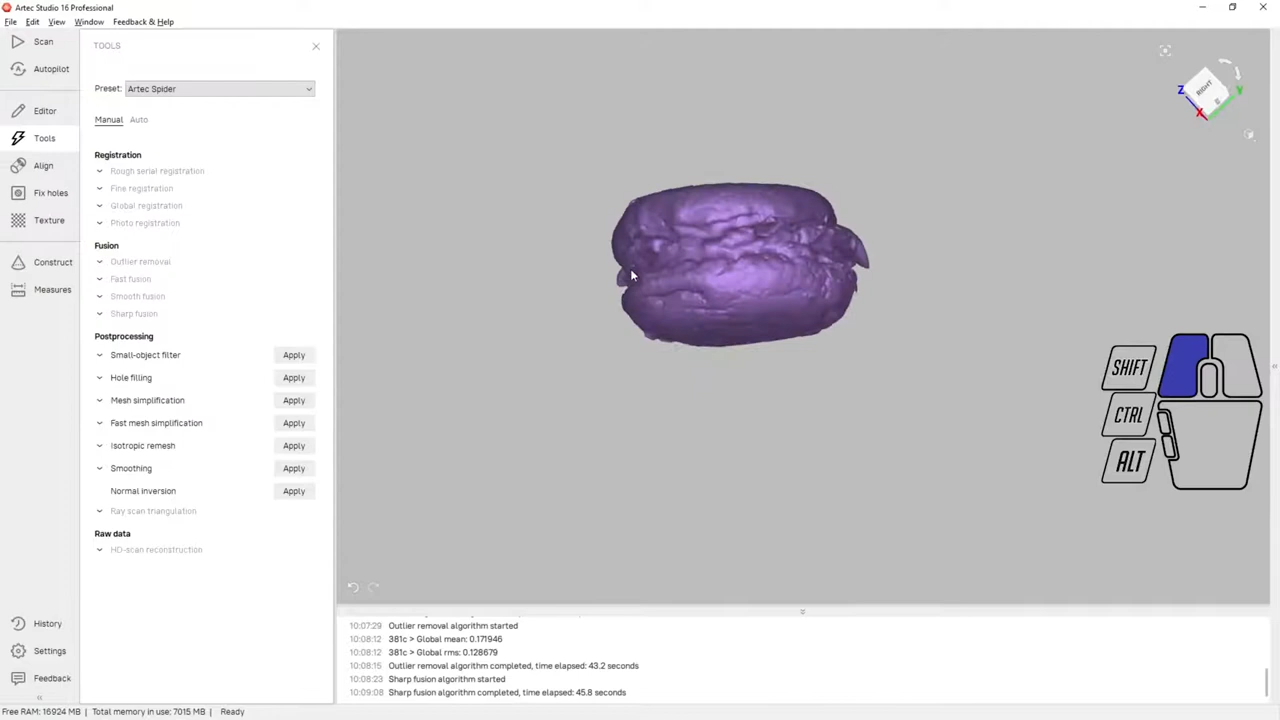 Artec Studio 16 Professional
File Edit View Window Feedback & Help
Scan
Autopilot
Editor
Tools
Align
Fix holes
Texture
Construct
Measures
History
Settings
Feedback
TOOLS
Preset: Artec Spider
Manual Auto
Registration
Rough serial registration
Fine registration
Global registration
Photo registration
Fusion
Outlier removal
Fast fusion
Smooth fusion
Sharp fusion
Postprocessing
Small-object filter Apply
Hole filling Apply
Mesh simplification Apply
Fast mesh simplification Apply
Isotropic remesh Apply
Smoothing Apply
Normal inversion Apply
Ray scan triangulation
Raw data
HD-scan reconstruction
RIGHT
Z
Y
X
SHIFT
CTRL
ALT
10:07:29 Outlier removal algorithm started
10:08:12 381c > Global mean: 0.171946
10:08:12 381c > Global rms: 0.128679
10:08:15 Outlier removal algorithm completed, time elapsed: 43.2 seconds
10:08:23 Sharp fusion algorithm started
10:09:08 Sharp fusion algorithm completed, time elapsed: 45.8 seconds
Free RAM: 16924 MB | Total memory in use: 7015 MB | Ready